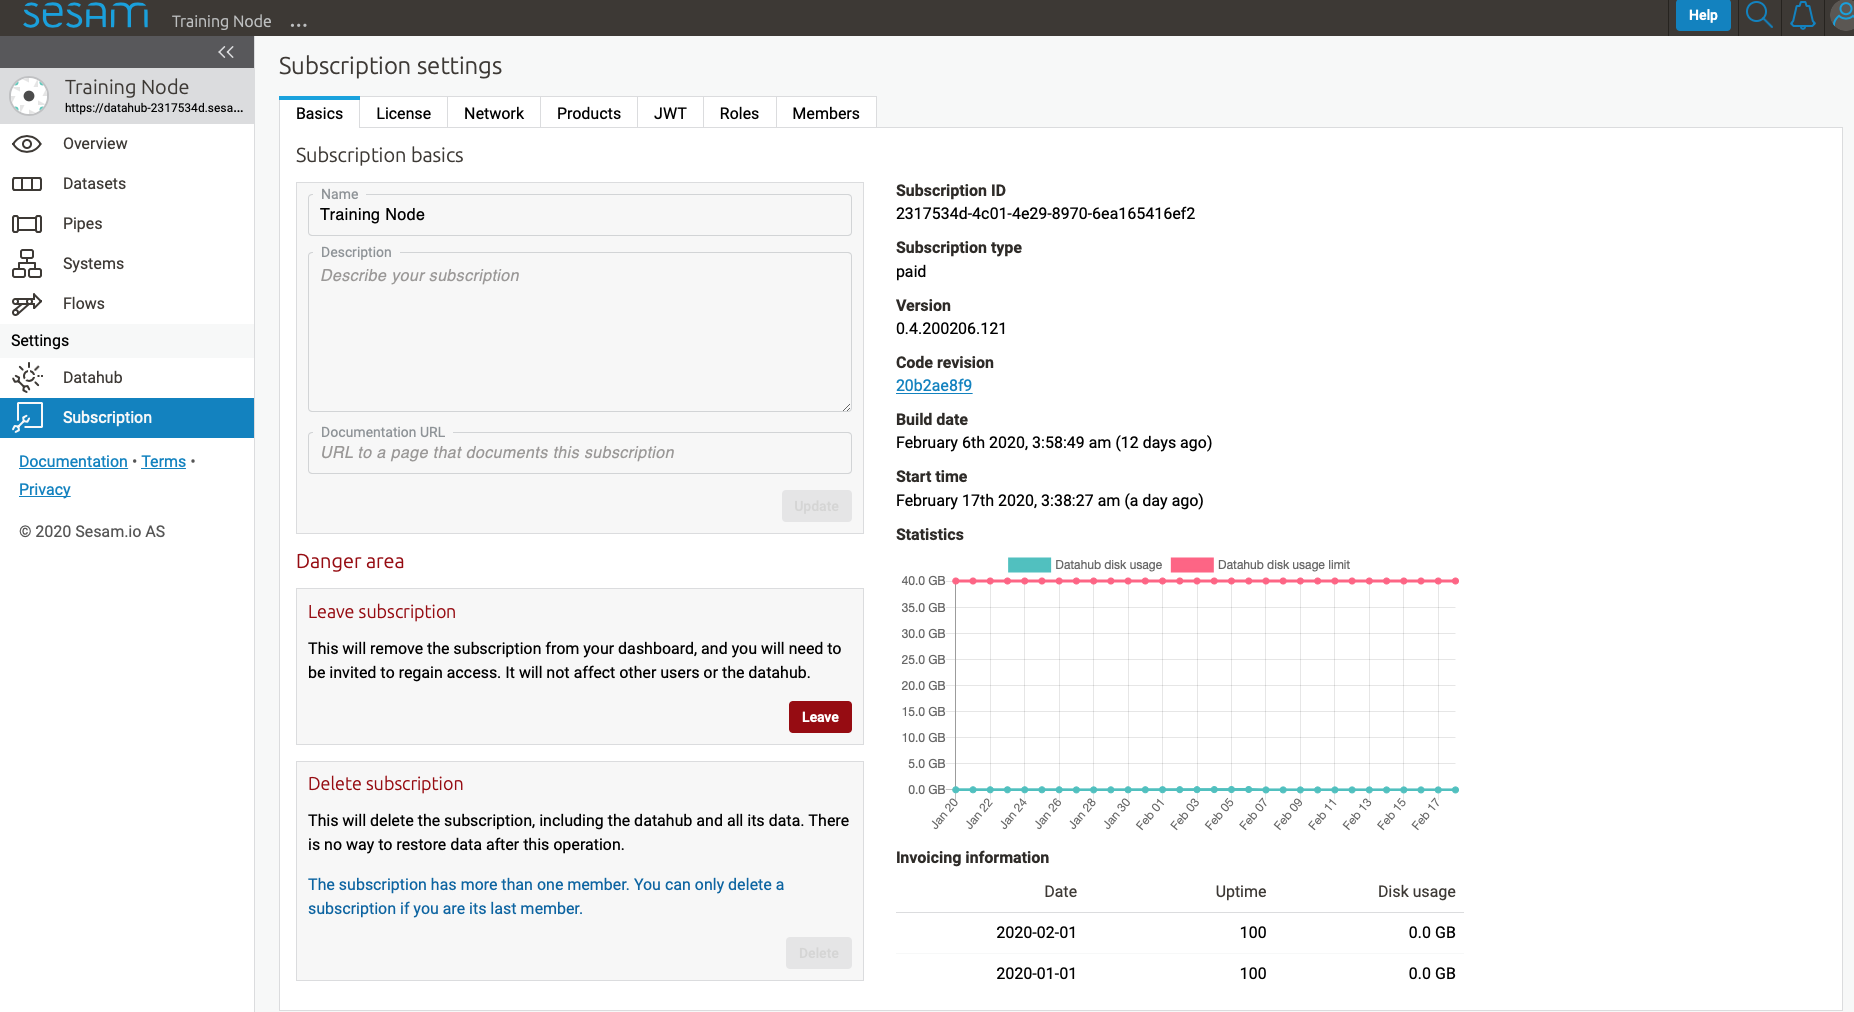 sesam
Training Node ...
Help
Training Node
https://datahub-2317534d.sesa...
Overview
Datasets
Pipes
Systems
Flows
Settings
Datahub
Subscription
Documentation • Terms •
Privacy
© 2020 Sesam.io AS
Subscription settings
Basics License Network Products JWT Roles Members
Subscription basics
Name
Training Node
Description
Describe your subscription
Documentation URL
URL to a page that documents this subscription
Update
Danger area
Leave subscription
This will remove the subscription from your dashboard, and you will need to
be invited to regain access. It will not affect other users or the datahub.
Leave
Delete subscription
This will delete the subscription, including the datahub and all its data. There
is no way to restore data after this operation.
The subscription has more than one member. You can only delete a
subscription if you are its last member.
Delete
Subscription ID
2317534d-4c01-4e29-8970-6ea165416ef2
Subscription type
paid
Version
0.4.200206.121
Code revision
20b2ae8f9
Build date
February 6th 2020, 3:58:49 am (12 days ago)
Start time
February 17th 2020, 3:38:27 am (a day ago)
Statistics
Datahub disk usage Datahub disk usage limit
40.0 GB
35.0 GB
30.0 GB
25.0 GB
20.0 GB
15.0 GB
10.0 GB
5.0 GB
0.0 GB
Jan 20 Jan 22 Jan 24 Jan 26 Jan 28 Jan 30 Feb 01 Feb 03 Feb 05 Feb 07 Feb 09 Feb 11 Feb 13 Feb 15 Feb 17
Invoicing information
Date Uptime Disk usage
2020-02-01 100 0.0 GB
2020-01-01 100 0.0 GB